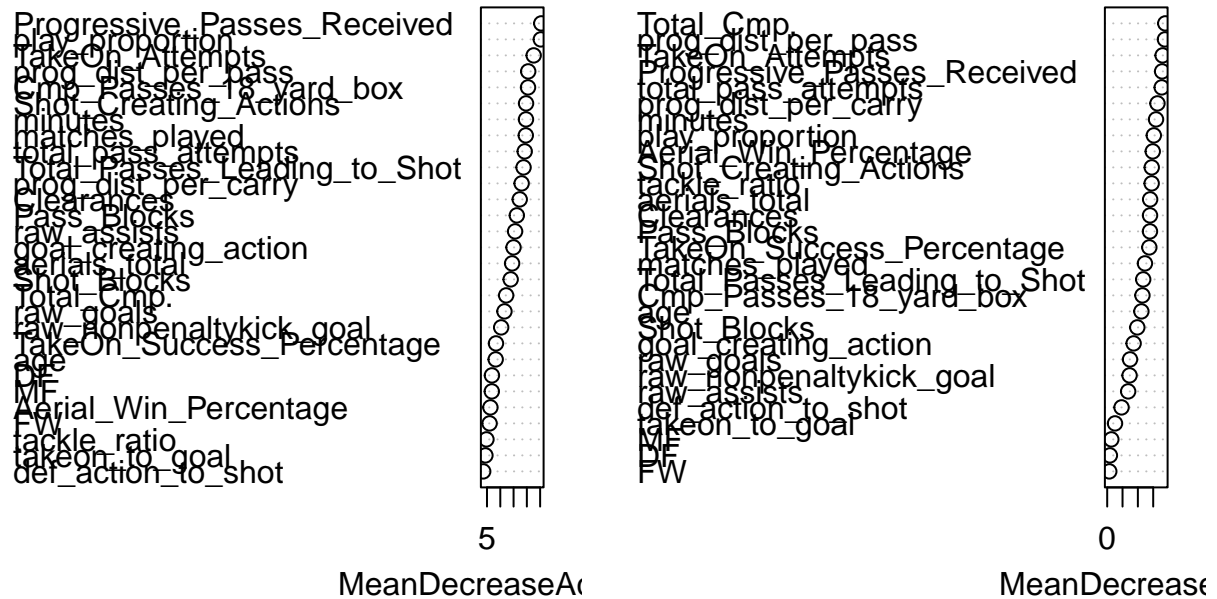 Progressive_Passes_Received
play_proportion
TakeOn_Attempts
prog_dist_per_pass
Cmp_Passes_18_yard_box
Shot_Creating_Actions
minutes
matches_played
total_pass_attempts
Total_Passes_Leading_to_Shot
prog_dist_per_carry
Clearances
Pass_Blocks
raw_assists
goal_creating_action
aerials_total
Shot_Blocks
Total_Cmp.
raw_goals
raw_nonpenaltykick_goal
TakeOn_Success_Percentage
age
DF
MF
Aerial_Win_Percentage
FW
tackle_ratio
takeon_to_goal
def_action_to_shot
5
MeanDecreaseAc
Total_Cmp.
prog_dist_per_pass
TakeOn_Attempts
Progressive_Passes_Received
total_pass_attempts
prog_dist_per_carry
minutes
play_proportion
Aerial_Win_Percentage
Shot_Creating_Actions
tackle_ratio
aerials_total
Clearances
Pass_Blocks
TakeOn_Success_Percentage
matches_played
Total_Passes_Leading_to_Shot
Cmp_Passes_18_yard_box
age
Shot_Blocks
goal_creating_action
raw_goals
raw_nonpenaltykick_goal
raw_assists
def_action_to_shot
takeon_to_goal
MF
DF
FW
0
MeanDecrease